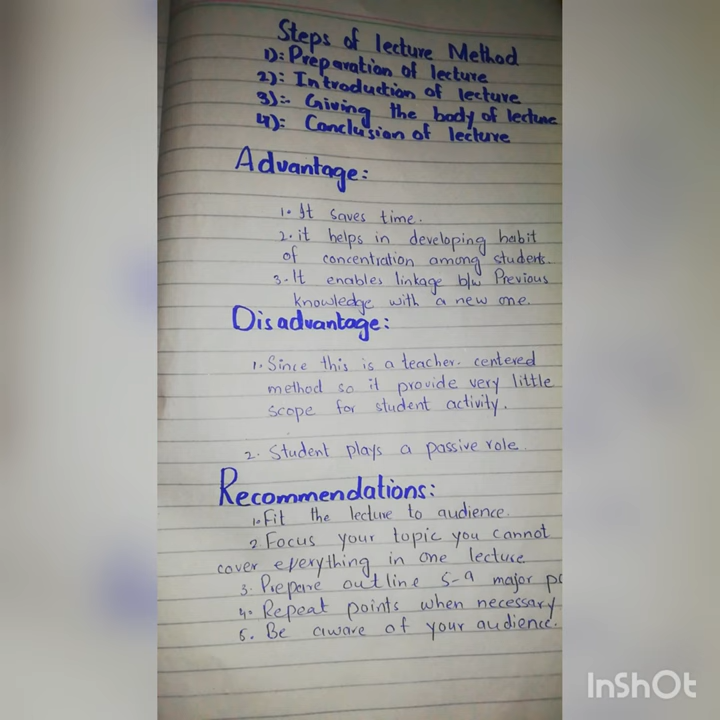 Steps of lecture Method
1):Preparation of lecture
2): Introduction of lecture
3):- Giving the body of lecture
4): Conclusion of lecture
Advantage:
1. It saves time.
2. it helps in developing habit
of concentration among students.
3. It enables linkage b/w Previous
knowledge with a new one.
Disadvantage:
1. Since this is a teacher. centered
method so it provide very little
scope for student activity.
2. Student plays a passive role.
Recommendations:
1. Fit the lecture to audience.
2 Focus your topic you cannot
cover everything in one lecture
3. Prepare outline 5-9 major
4. Repeat points when necessary
5. Be aware of your audience.
InShOt